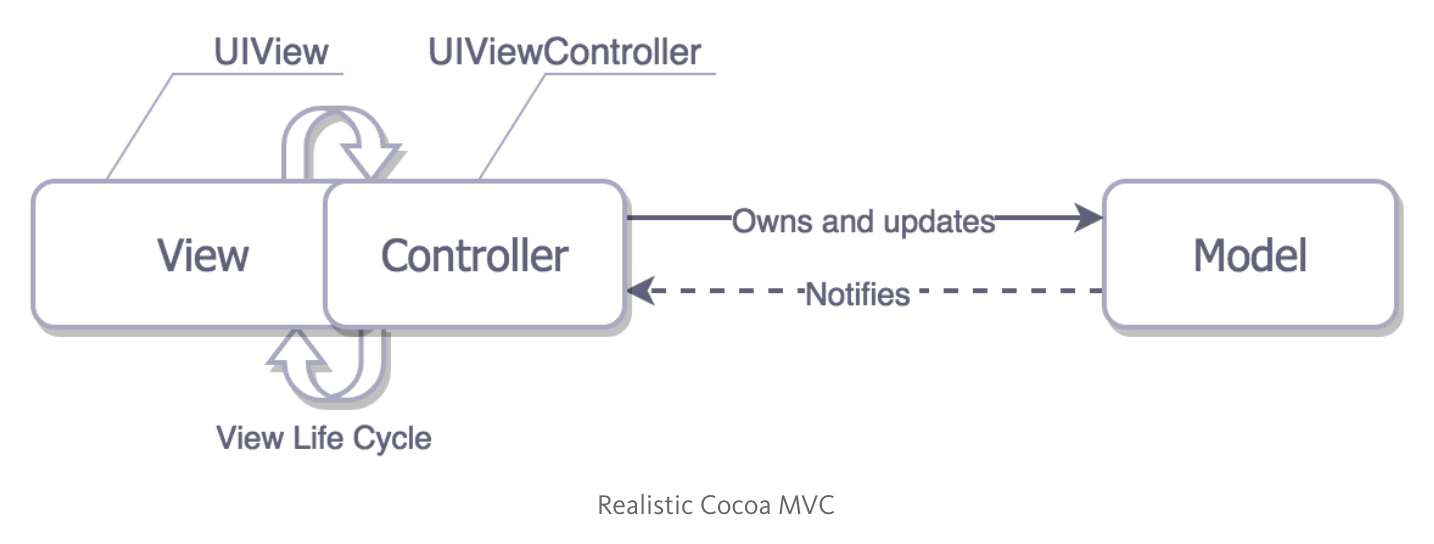 UIView
UIViewController
View
Controller
Owns and updates
Notifies
Model
View Life Cycle
Realistic Cocoa MVC